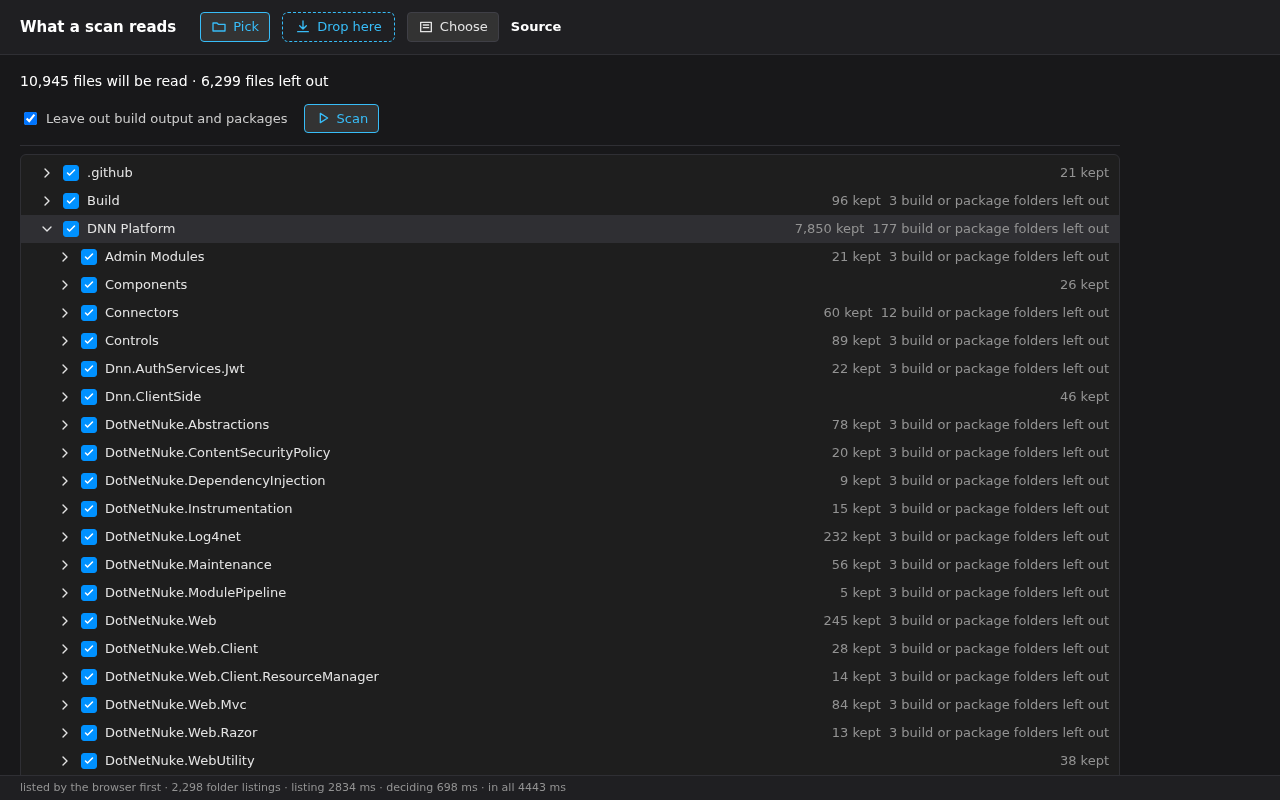 What a scan reads Pick Drop here Choose Source
10,945 files will be read · 6,299 files left out
Leave out build output and packages Scan
.github 21 kept
Build 96 kept 3 build or package folders left out
DNN Platform 7,850 kept 177 build or package folders left out
Admin Modules 21 kept 3 build or package folders left out
Components 26 kept
Connectors 60 kept 12 build or package folders left out
Controls 89 kept 3 build or package folders left out
Dnn.AuthServices.Jwt 22 kept 3 build or package folders left out
Dnn.ClientSide 46 kept
DotNetNuke.Abstractions 78 kept 3 build or package folders left out
DotNetNuke.ContentSecurityPolicy 20 kept 3 build or package folders left out
DotNetNuke.DependencyInjection 9 kept 3 build or package folders left out
DotNetNuke.Instrumentation 15 kept 3 build or package folders left out
DotNetNuke.Log4net 232 kept 3 build or package folders left out
DotNetNuke.Maintenance 56 kept 3 build or package folders left out
DotNetNuke.ModulePipeline 5 kept 3 build or package folders left out
DotNetNuke.Web 245 kept 3 build or package folders left out
DotNetNuke.Web.Client 28 kept 3 build or package folders left out
DotNetNuke.Web.Client.ResourceManager 14 kept 3 build or package folders left out
DotNetNuke.Web.Mvc 84 kept 3 build or package folders left out
DotNetNuke.Web.Razor 13 kept 3 build or package folders left out
DotNetNuke.WebUtility 38 kept
listed by the browser first · 2,298 folder listings · listing 2834 ms · deciding 698 ms · in all 4443 ms